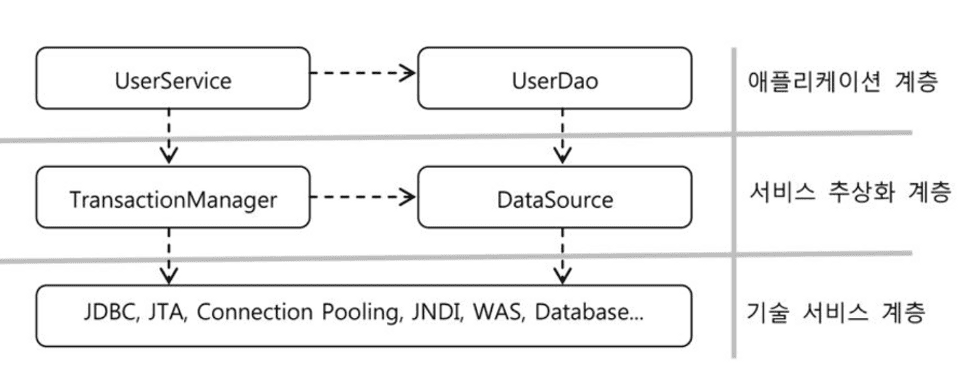 UserService
UserDao
애플리케이션 계층
TransactionManager
DataSource
서비스 추상화 계층
JDBC, JTA, Connection Pooling, JNDI, WAS, Database...
기술 서비스 계층